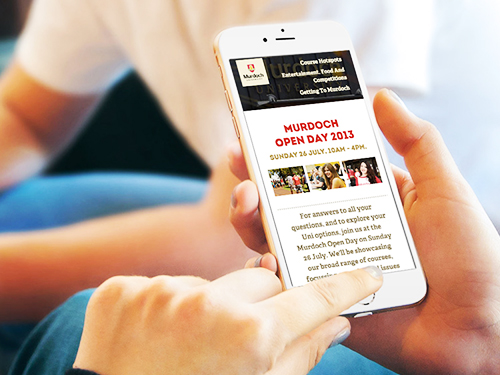 Murdoch
Course Hotspots
Entertainment, Food And
Competitions
Getting To Murdoch
MURDOCH
OPEN DAY 2013
SUNDAY 26 JULY, 10AM - 4PM.
For answers to all your
questions, and to explore your
Uni options, join us at the
Murdoch Open Day on Sunday
26 July. We'll be showcasing
our broad range of courses,
issues